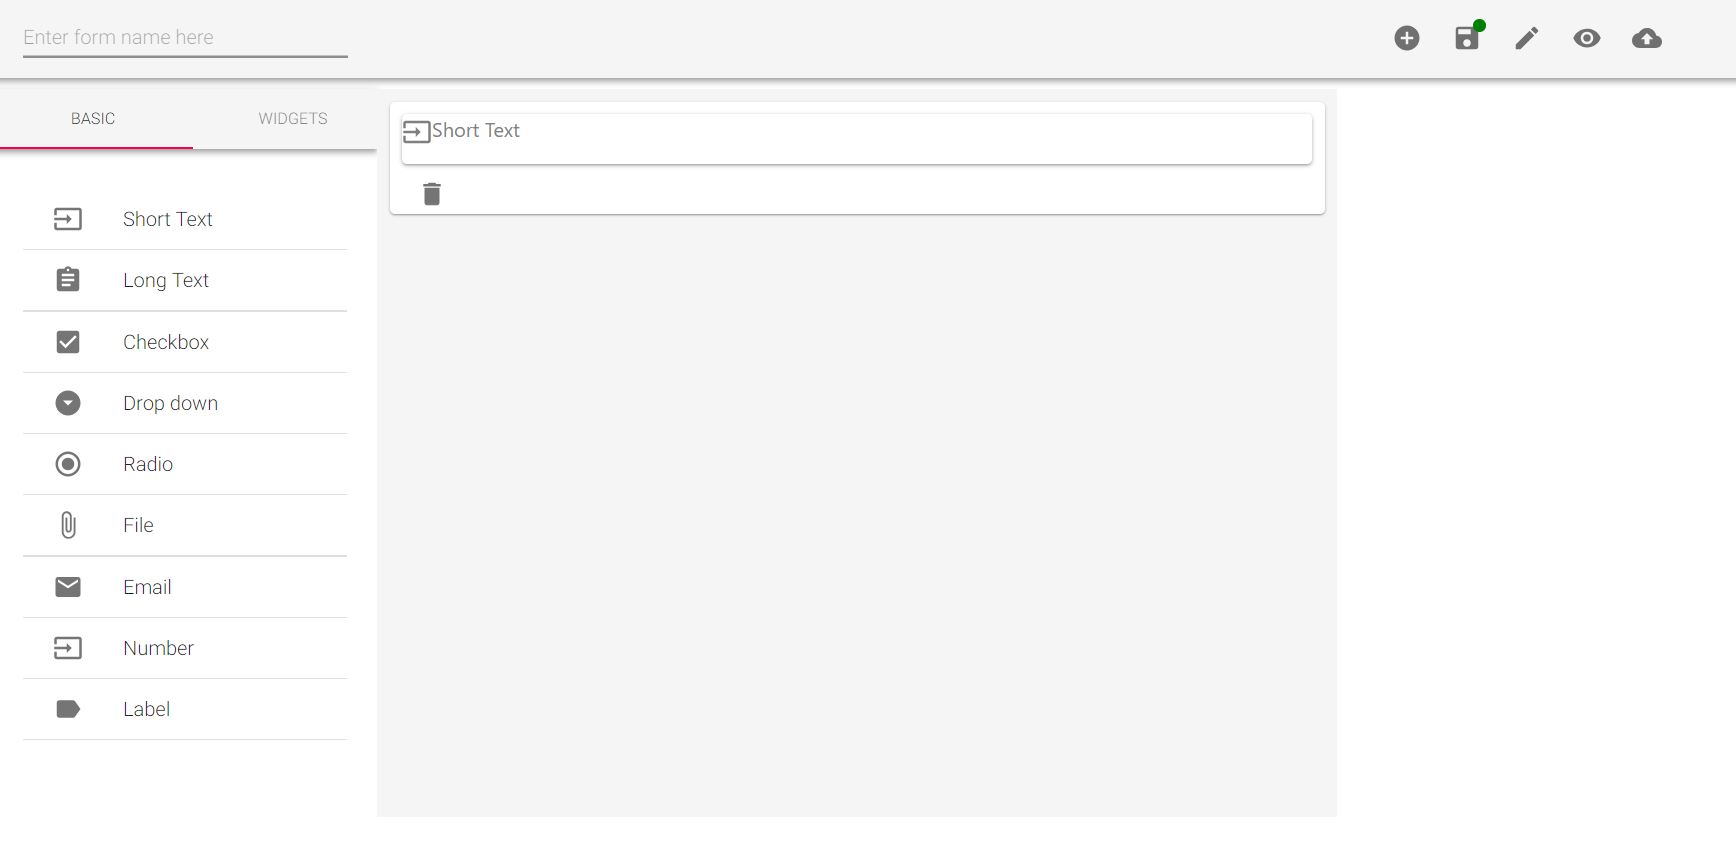 Enter form name here
BASIC
WIDGETS
Short Text
Short Text
Long Text
Checkbox
Drop down
Radio
File
Email
Number
Label